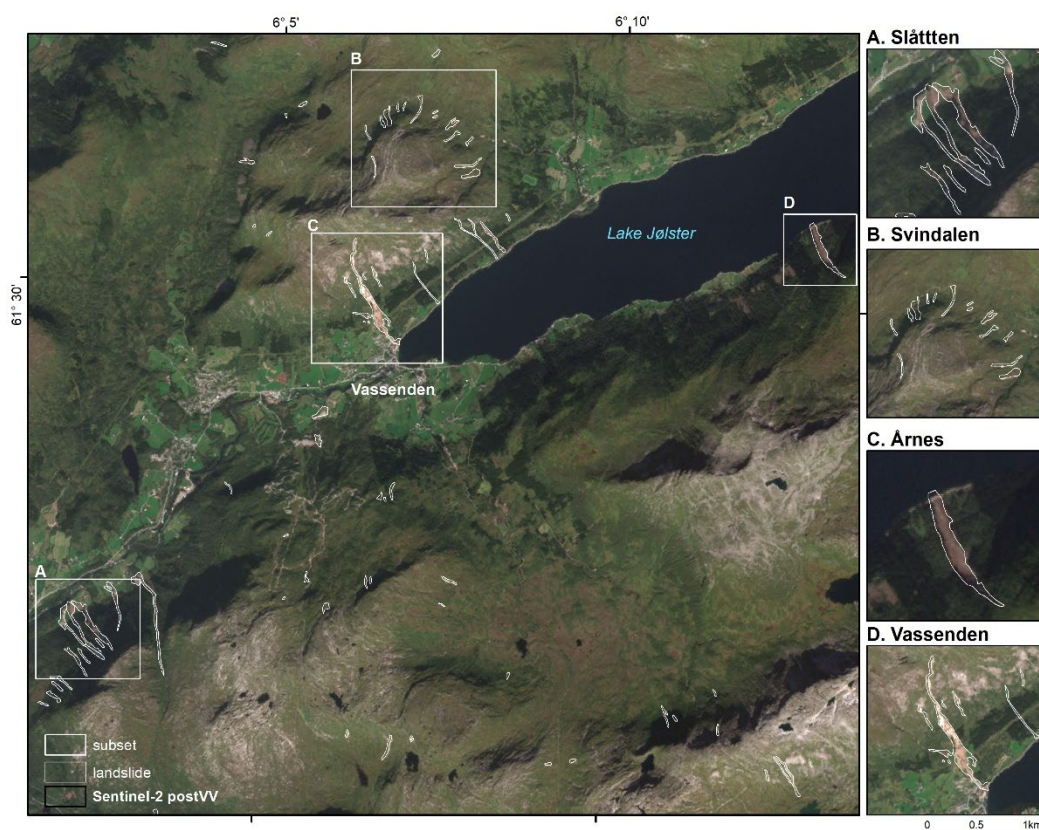 6° 5'
6° 10'
61° 30'
B
C
D
A
Lake Jølster
Vassenden
subset
landslide
Sentinel-2 postVV
A. Slåttten
B. Svindalen
C. Årnes
D. Vassenden
0 0.5 1km